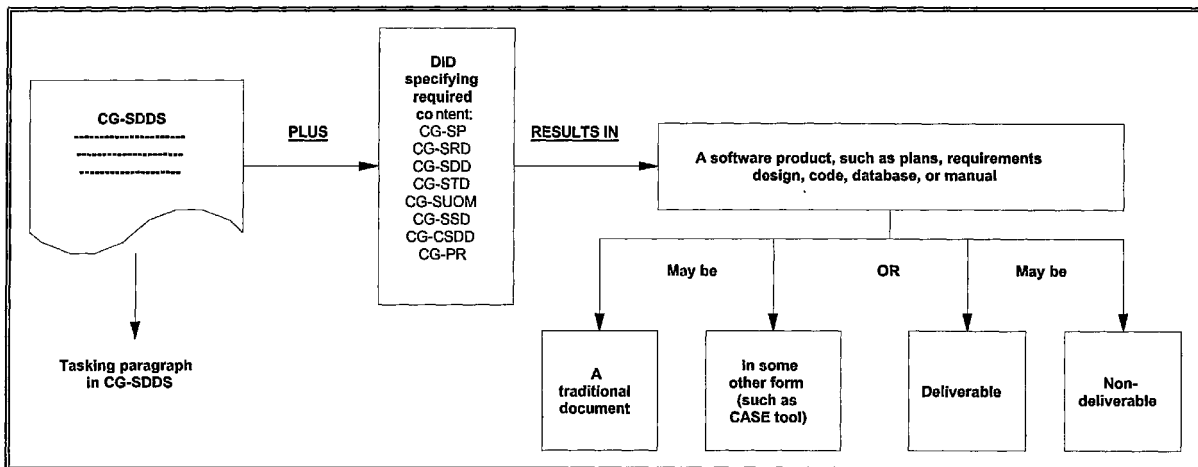 CG-SDDS
PLUS
Tasking paragraph
in CG-SDDS
DID
specifying
required
content:
CG-SP
CG-SRD
CG-SDD
CG-STD
CG-SUOM
CG-SSD
CG-CSDD
CG-PR
RESULTS IN
A software product, such as plans, requirements
design, code, database, or manual
May be
OR
May be
A
traditional
document
In some
other form
(such as
CASE tool)
Deliverable
Non-
deliverable